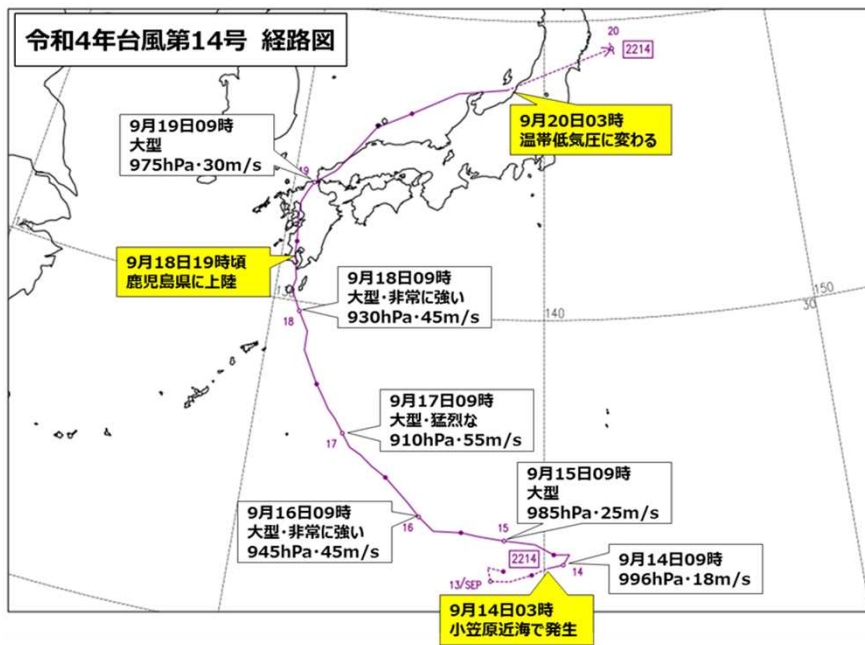 令和4年台風第14号 経路図
20
2214
9月20日03時
温帯低気圧に変わる
9月19日09時
大型
975hPa・30m/s
19
9月18日19時頃
鹿児島県に上陸
9月18日09時
大型・非常に強い
930hPa・45m/s
18
140
150
30
9月17日09時
大型・猛烈な
910hPa・55m/s
17
9月15日09時
大型
985hPa・25m/s
15
9月16日09時
大型・非常に強い
945hPa・45m/s
16
2214
9月14日09時
996hPa・18m/s
14
13/SEP
9月14日03時
小笠原近海で発生